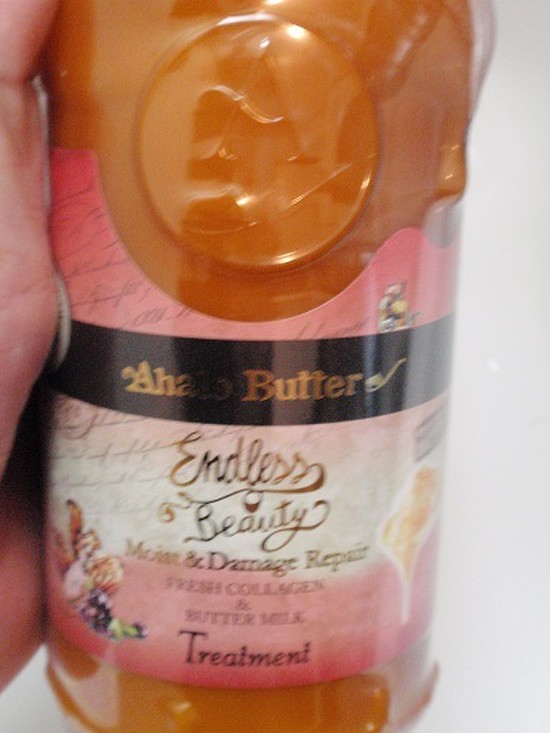 Ahalo Butter
Endless
Beauty
Moist & Damage Repair
FRESH COLLAGEN
&
BUTTER MILK
Treatment